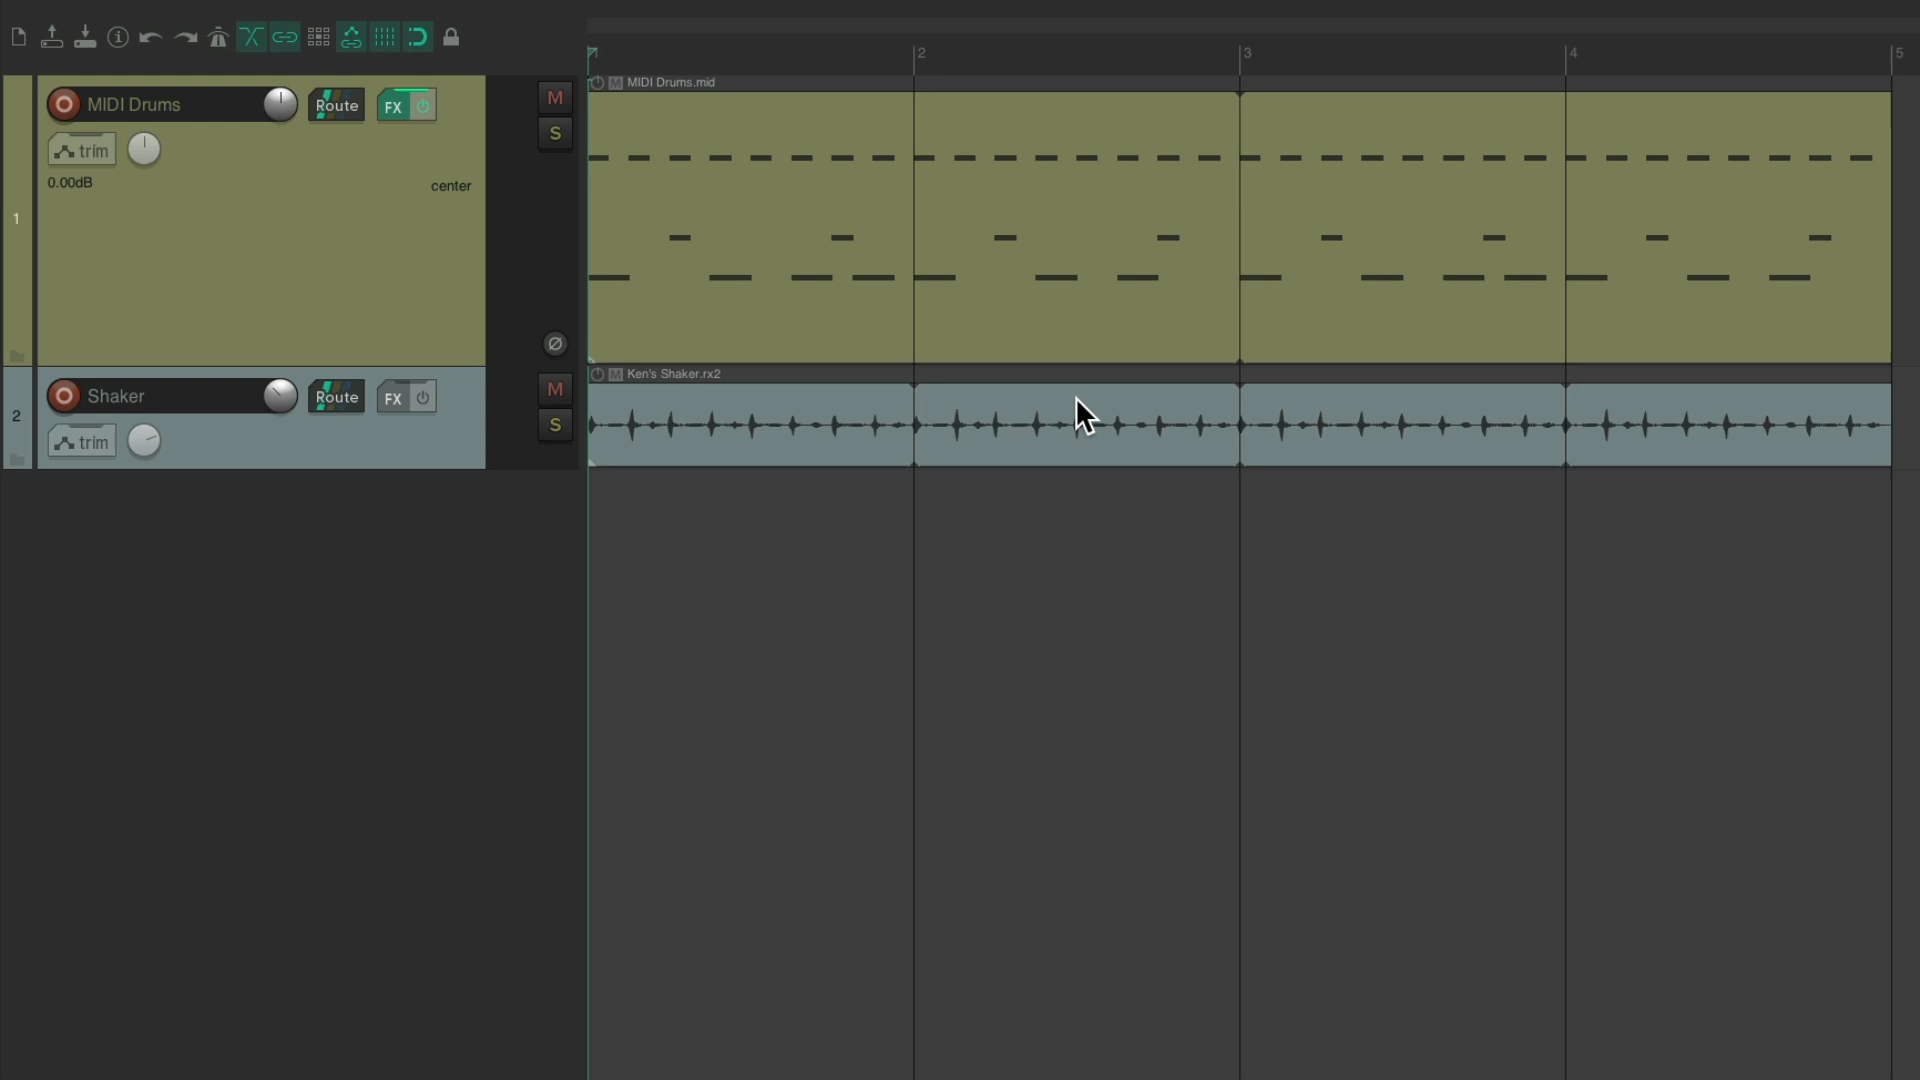 1 2 3 4 5
MIDI Drums Route FX M
S
trim
0.00dB center
1
M MIDI Drums.mid
Shaker Route FX M
S
trim
2
M Ken's Shaker.rx2